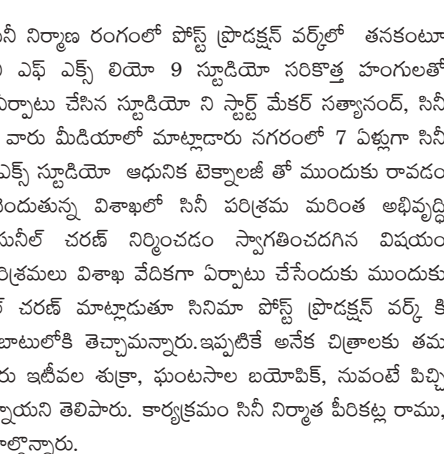 నీ నిర్మాణ రంగంలో పోస్ట్ ప్రొడక్షన్ వర్క్‌లో తనకంటూ
ఎఫ్ ఎక్స్ లియో 9 స్టూడియో సరికొత్త హంగులతో
ఏర్పాటు చేసిన స్టూడియో ని స్టార్ట్ మేకర్ సత్యానంద్, సినీ
వారు మీడియాలో మాట్లాడారు నగరంలో 7 ఏళ్లుగా సినీ
ఎక్స్ స్టూడియో ఆధునిక టెక్నాలజీ తో ముందుకు రావడం
చెందుతున్న విశాఖలో సినీ పరిశ్రమ మరింత అభివృద్ధి
సునీల్ చరణ్ నిర్మించడం స్వాగతించదగిన విషయం
రిశ్రమలు విశాఖ వేదికగా ఏర్పాటు చేసేందుకు ముందుకు
చరణ్ మాట్లాడుతూ సినిమా పోస్ట్ ప్రొడక్షన్ వర్క్ కి
బాటులోకి తెచ్చామన్నారు.ఇప్పటికే అనేక చిత్రాలకు తమ
రు ఇటీవల శుక్రా, ఘంటసాల బయోపిక్, నువంటే పిచ్చి
న్నాయని తెలిపారు. కార్యక్రమం సినీ నిర్మాత పీరికట్ల రాము,
ాల్గొన్నారు.